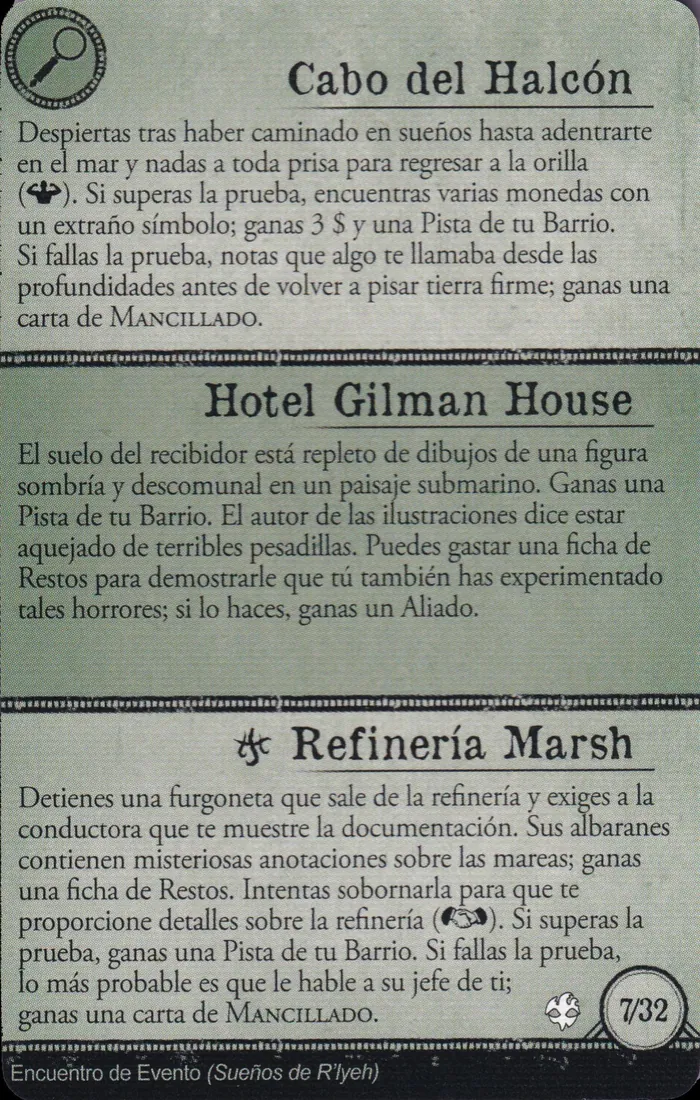 Cabo del Halcón
Despiertas tras haber caminado en sueños hasta adentrarte
en el mar y nadas a toda prisa para regresar a la orilla
(). Si superas la prueba, encuentras varias monedas con
un extraño símbolo; ganas 3 $ y una Pista de tu Barrio.
Si fallas la prueba, notas que algo te llamaba desde las
profundidades antes de volver a pisar tierra firme; ganas una
carta de MANCILLADO.
Hotel Gilman House
El suelo del recibidor está repleto de dibujos de una figura
sombría y descomunal en un paisaje submarino. Ganas una
Pista de tu Barrio. El autor de las ilustraciones dice estar
aquejado de terribles pesadillas. Puedes gastar una ficha de
Restos para demostrarle que tú también has experimentado
tales horrores; si lo haces, ganas un Aliado.
Refinería Marsh
Detienes una furgoneta que sale de la refinería y exiges a la
conductora que te muestre la documentación. Sus albaranes
contienen misteriosas anotaciones sobre las mareas; ganas
una ficha de Restos. Intentas sobornarla para que te
proporcione detalles sobre la refinería (). Si superas la
prueba, ganas una Pista de tu Barrio. Si fallas la prueba,
lo más probable es que le hable a su jefe de ti;
ganas una carta de MANCILLADO.
7/32
Encuentro de Evento (Sueños de R'lyeh)